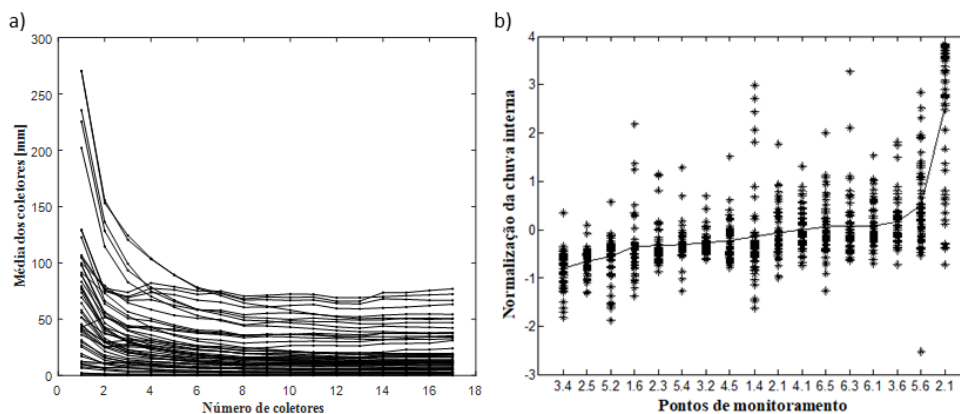 a)
300
250
200
150
100
50
0
Média dos coletores [mm]
0 2 4 6 8 10 12 14 16 18
Número de coletores
b)
4
3
2
1
0
-1
-2
-3
Normalização da chuva interna
3.4 2.5 5.2 1.6 2.3 5.4 3.2 4.5 1.4 2.1 4.1 6.5 6.3 6.1 3.6 5.6 2.1
Pontos de monitoramento